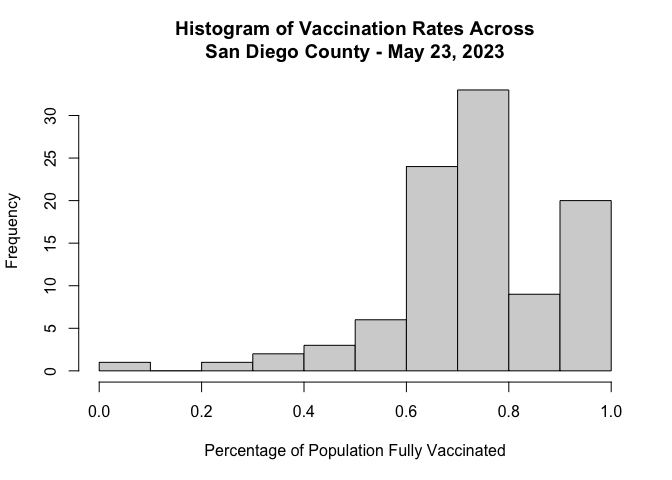 Histogram of Vaccination Rates Across
San Diego County - May 23, 2023
Frequency
30
25
20
15
10
5
0
0.0 0.2 0.4 0.6 0.8 1.0
Percentage of Population Fully Vaccinated